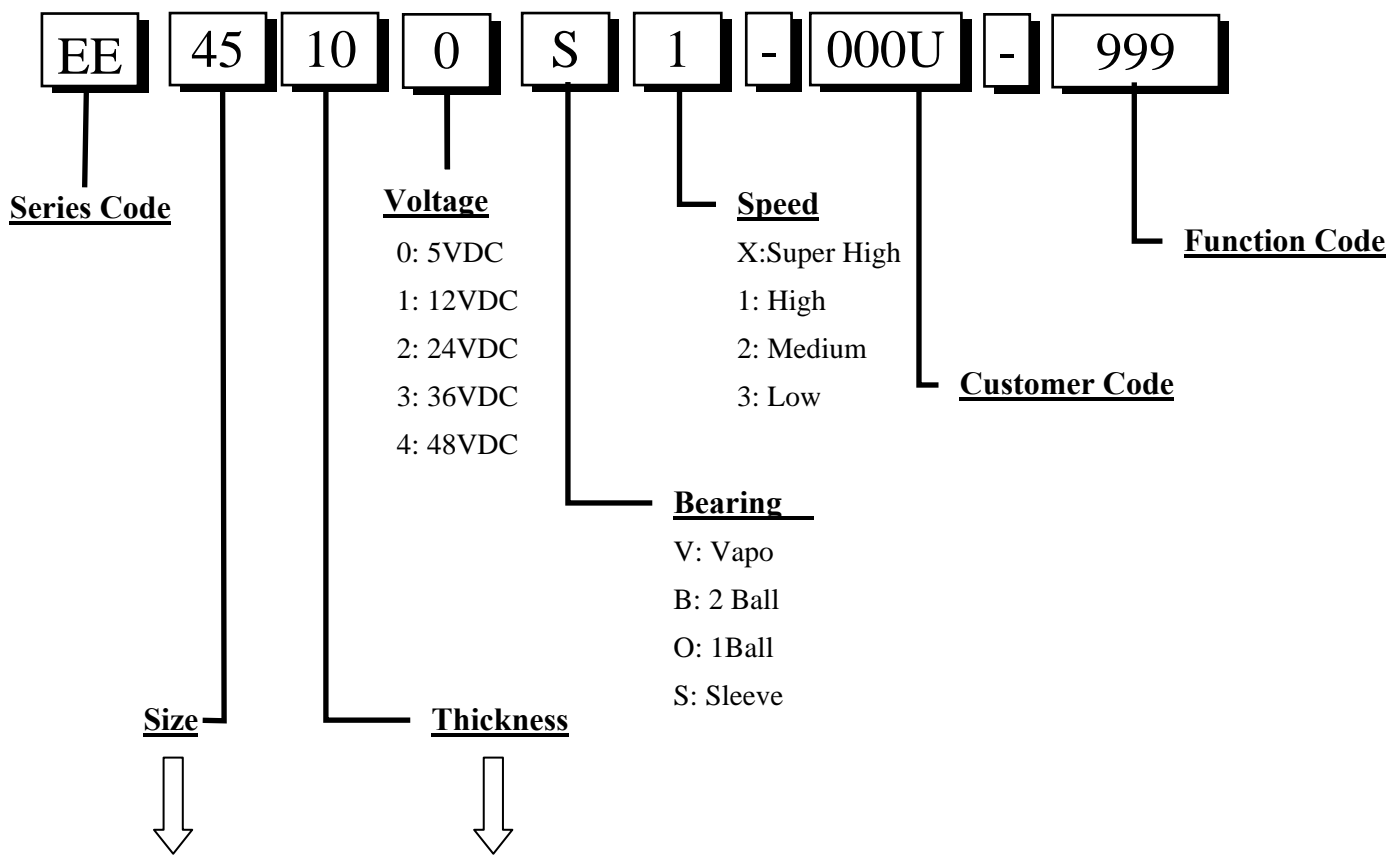 EE 45 10 0 S 1 - 000U - 999
Series Code
Voltage
0: 5VDC
1: 12VDC
2: 24VDC
3: 36VDC
4: 48VDC
Speed
X:Super High
1: High
2: Medium
3: Low
Function Code
Customer Code
Bearing
V: Vapo
B: 2 Ball
O: 1Ball
S: Sleeve
Size
Thickness